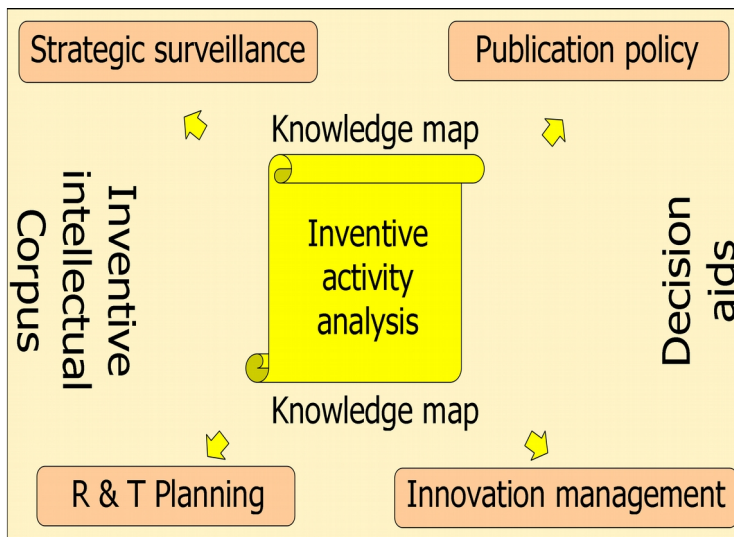 Strategic surveillance
Publication policy
Knowledge map
Inventive
intellectual
Corpus
Inventive
activity
analysis
Decision
aids
Knowledge map
R & T Planning
Innovation management